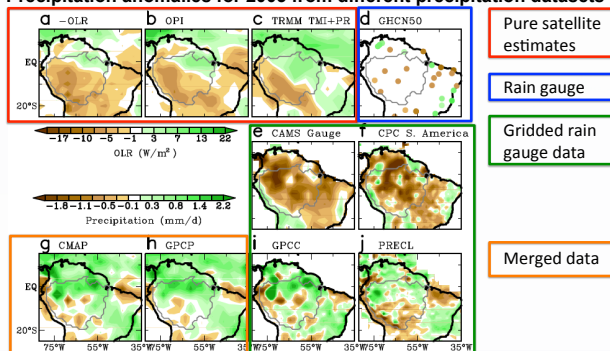 Precipitation anomalies for 2005 from different precipitation datasets
a -OLR b OPI c TRMM TMI+PR d GHCN50
EQ
20°S
Pure satellite
estimates
Rain gauge
Gridded rain
gauge data
Merged data
-17 -10 -3 -1 1 3 13 22
OLR (W/m²)
e CAMS Gauge f CPC S. America
-1.8 -1.1 -0.5 -0.1 0.3 0.8 1.4 2.2
Precipitation (mm/d)
g CMAP h GPCP i GPCC j PRECL
EQ
20°S
75°W 55°W 35°W 75°W 55°W 35°W 75°W 55°W 35°W 75°W 55°W 35°W